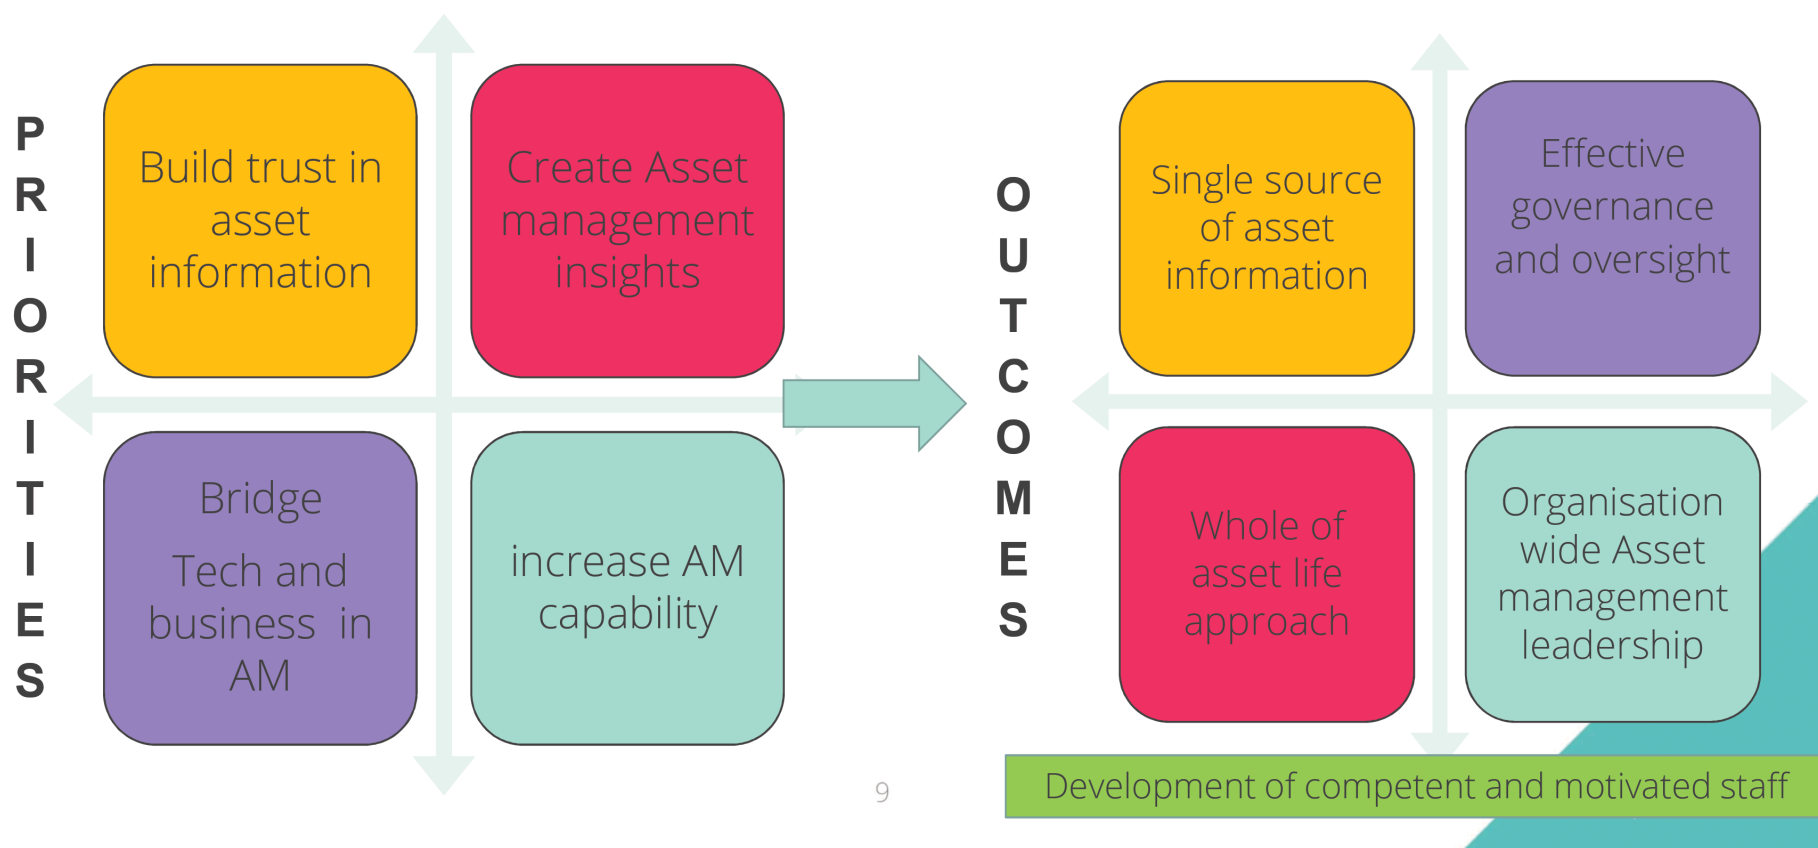 PRIORITIES
Build trust in
asset
information
Create Asset
management
insights
Bridge
Tech and
business  in
AM
increase AM
capability
OUTCOMES
Single source
of asset
information
Effective
governance
and oversight
Whole of
asset life
approach
Organisation
wide Asset
management
leadership
Development of competent and motivated staff
9